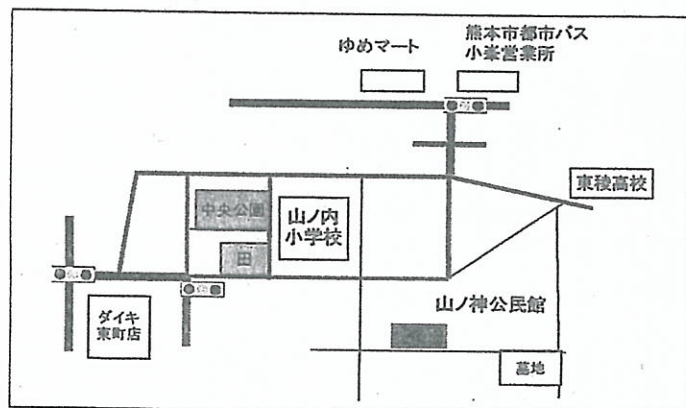 ゆめマート
熊本市都市バス
小峯営業所
東稜高校
中央公園
山ノ内
小学校
田
山ノ神公民館
ダイキ
東町店
墓地